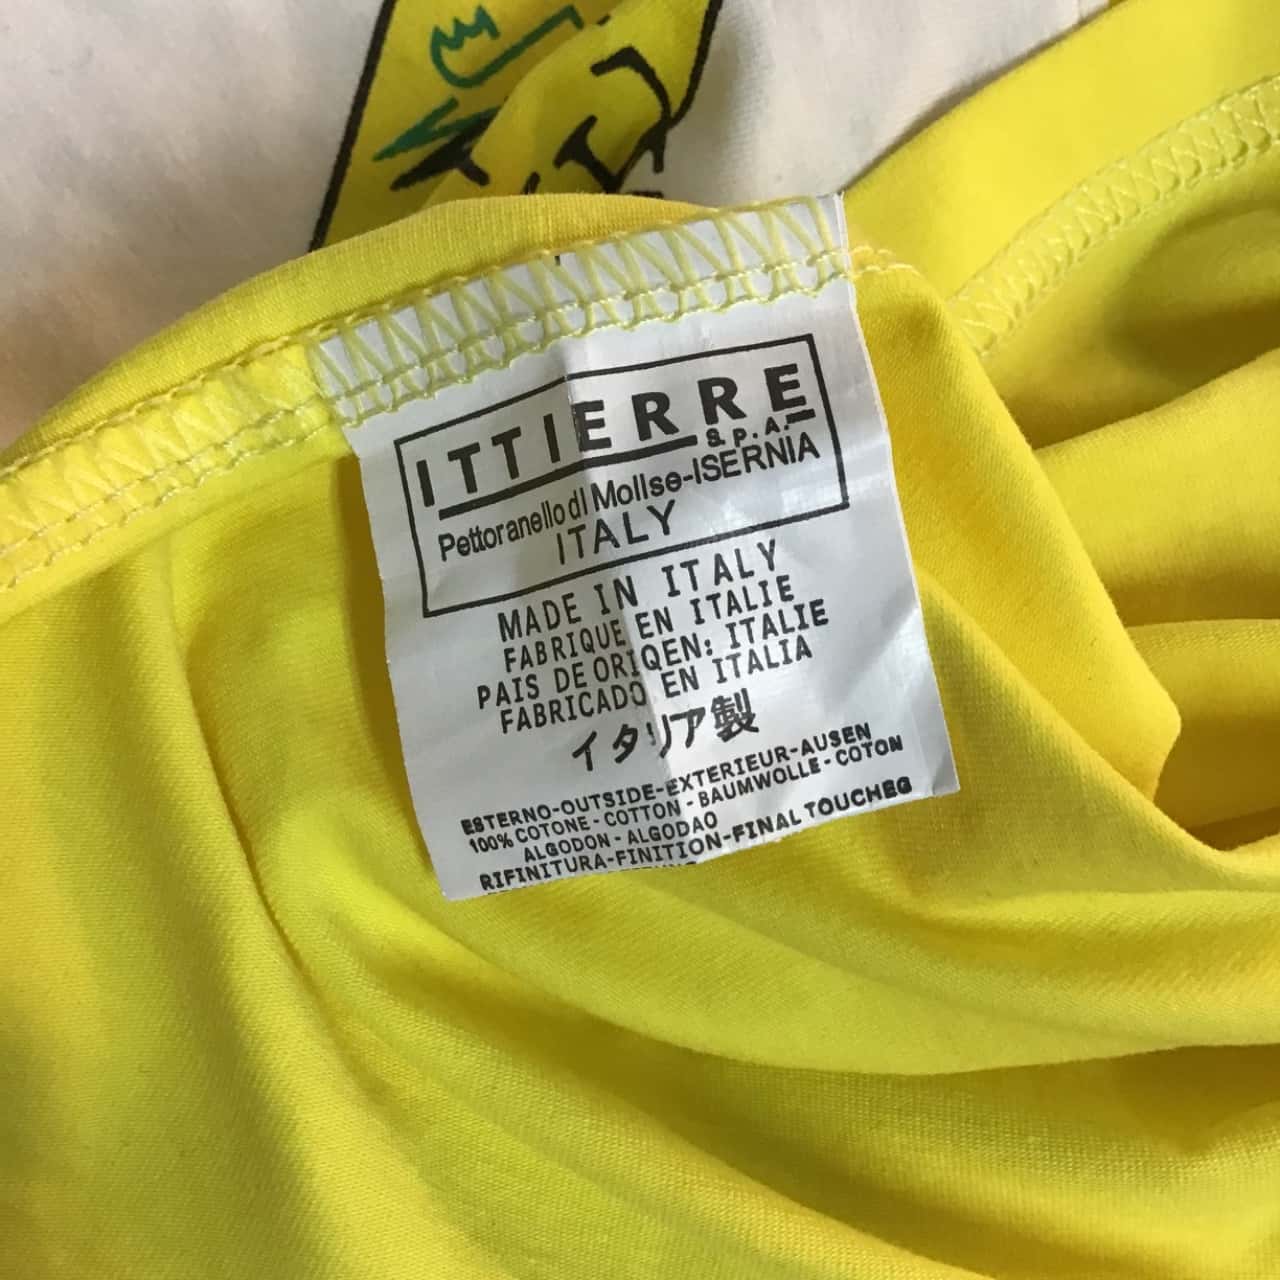 ITTIERRE
S.P.A.
Pettoranello dI MolIse-ISERNIA
ITALY
MADE IN ITALY
FABRIQUE EN ITALIE
PAIS DE ORIQEN: ITALIE
FABRICADO EN ITALIA
イタリア製
ESTERNO-OUTSIDE-EXTERIEUR-AUSEN
100% COTONE - COTTON - BAUMWOLLE - COTON
ALGODON - ALGODAO
RIFINITURA-FINITION-FINAL TOUCHEG